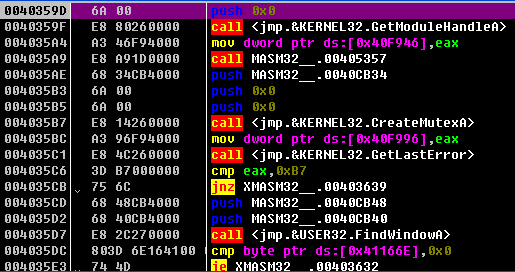 0040359D 6A 00 push 0x0
0040359F E8 80260000 call <jmp.&KERNEL32.GetModuleHandleA>
004035A4 A3 46F94000 mov dword ptr ds:[0x40F946],eax
004035A9 E8 A91D0000 call MASM32__.00405357
004035AE 68 34CB4000 push MASM32__.0040CB34
004035B3 6A 00 push 0x0
004035B5 6A 00 push 0x0
004035B7 E8 14260000 call <jmp.&KERNEL32.CreateMutexA>
004035BC A3 96F94000 mov dword ptr ds:[0x40F996],eax
004035C1 E8 4C260000 call <jmp.&KERNEL32.GetLastError>
004035C6 3D B7000000 cmp eax,0xB7
004035CB 75 6C jnz XMASM32__.00403639
004035CD 68 48CB4000 push MASM32__.0040CB48
004035D2 68 40CB4000 push MASM32__.0040CB40
004035D7 E8 2C270000 call <jmp.&USER32.FindWindowA>
004035DC 803D 6E164100 cmp byte ptr ds:[0x41166E],0x0
004035E3 74 4D je XMASM32__.00403632